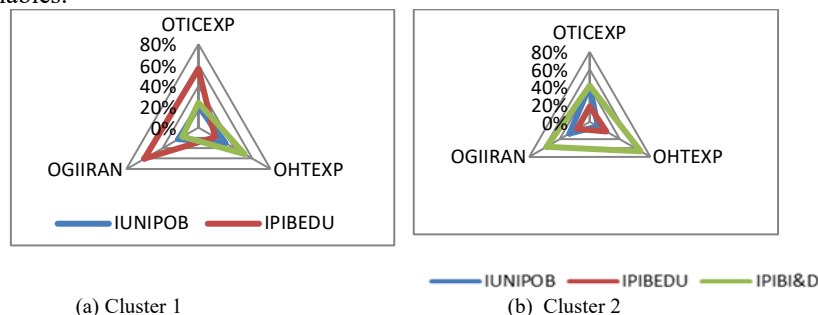 OTICEXP
80%
60%
40%
20%
0%
OGIIRAN
OHTEXP
IUNIPOB
IPIBEDU
OTICEXP
80%
60%
40%
20%
0%
OGIIRAN
OHTEXP
IUNIPOB
IPIBEDU
IPIBI&D
(a) Cluster 1
(b) Cluster 2